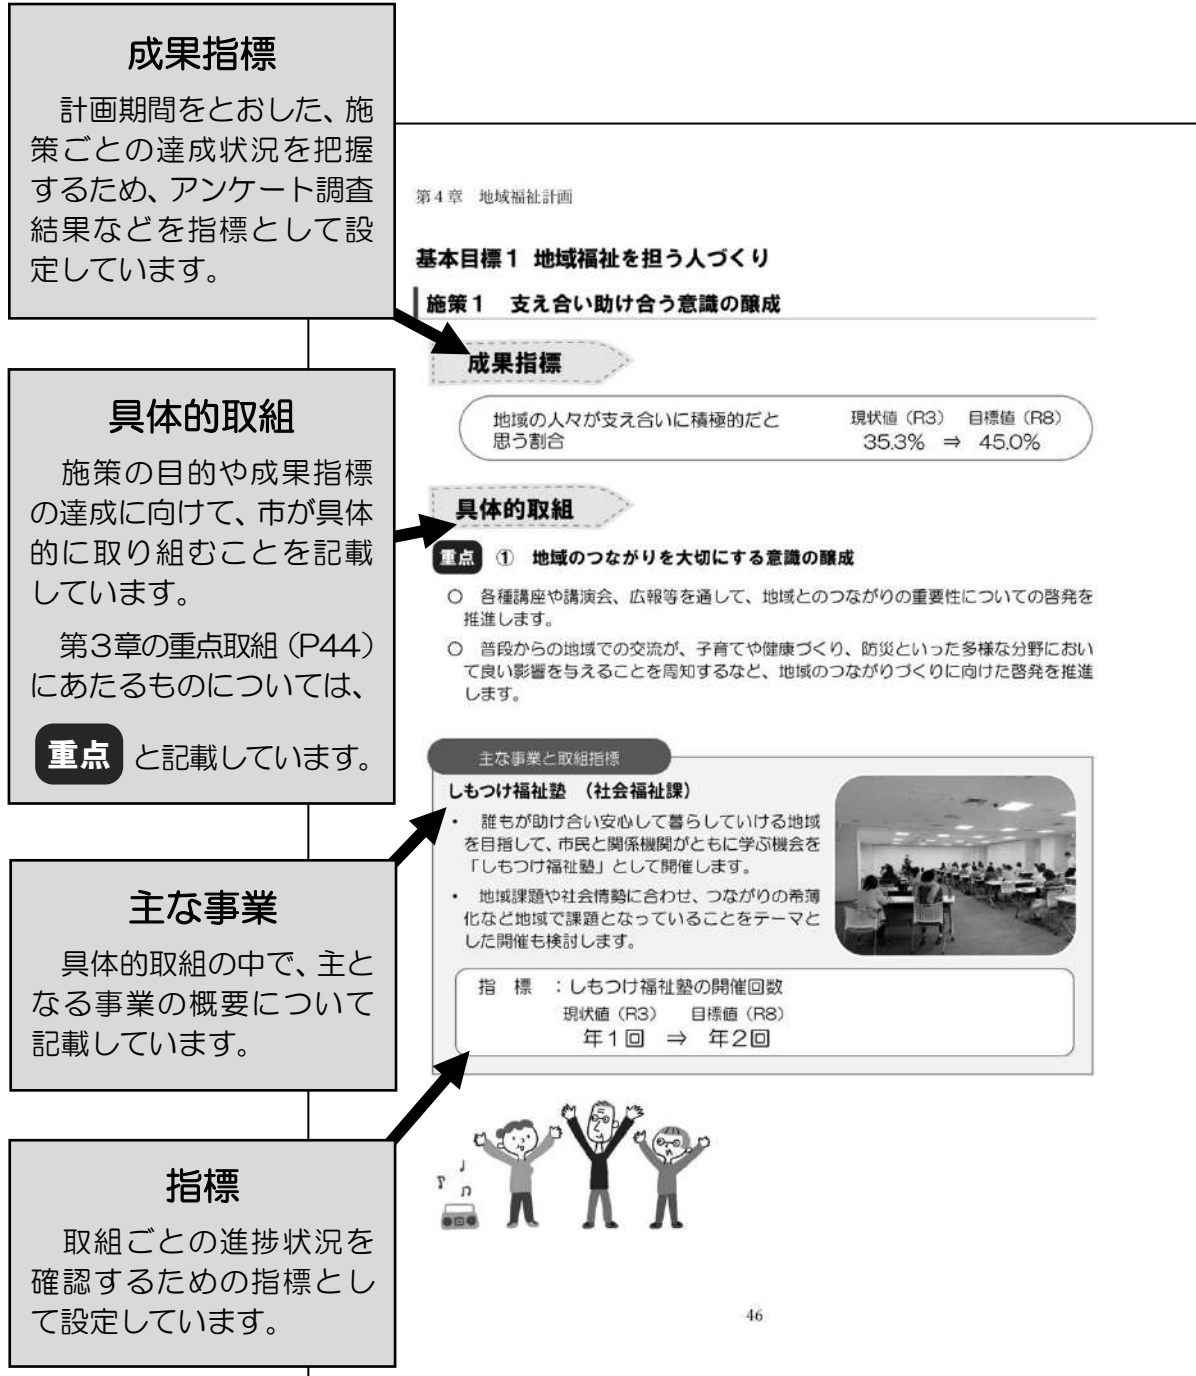 成果指標
計画期間をとおした、施
策ごとの達成状況を把握
するため、アンケート調査
結果などを指標として設
定しています。
具体的取組
施策の目的や成果指標
の達成に向けて、市が具体
的に取り組むことを記載
しています。
第3章の重点取組（P44）
にあたるものについては、
重点 と記載しています。
主な事業
具体的取組の中で、主と
なる事業の概要について
記載しています。
指標
取組ごとの進捗状況を
確認するための指標とし
て設定しています。
第4章 地域福祉計画
基本目標1 地域福祉を担う人づくり
施策1 支え合い助け合う意識の醸成
成果指標
地域の人々が支え合いに積極的だと
思う割合
現状値（R3） 目標値（R8）
35.3% ⇒ 45.0%
具体的取組
重点 ① 地域のつながりを大切にする意識の醸成
○ 各種講座や講演会、広報等を通して、地域とのつながりの重要性についての啓発を
推進します。
○ 普段からの地域での交流が、子育てや健康づくり、防災といった多様な分野におい
て良い影響を与えることを周知するなど、地域のつながりづくりに向けた啓発を推進
します。
主な事業と取組指標
しもつけ福祉塾 （社会福祉課）
・ 誰もが助け合い安心して暮らしていける地域
を目指して、市民と関係機関がともに学ぶ機会を
「しもつけ福祉塾」として開催します。
・ 地域課題や社会情勢に合わせ、つながりの希薄
化など地域で課題となっていることをテーマと
した開催も検討します。
指 標 ：しもつけ福祉塾の開催回数
現状値（R3） 目標値（R8）
年1回 ⇒ 年2回
46